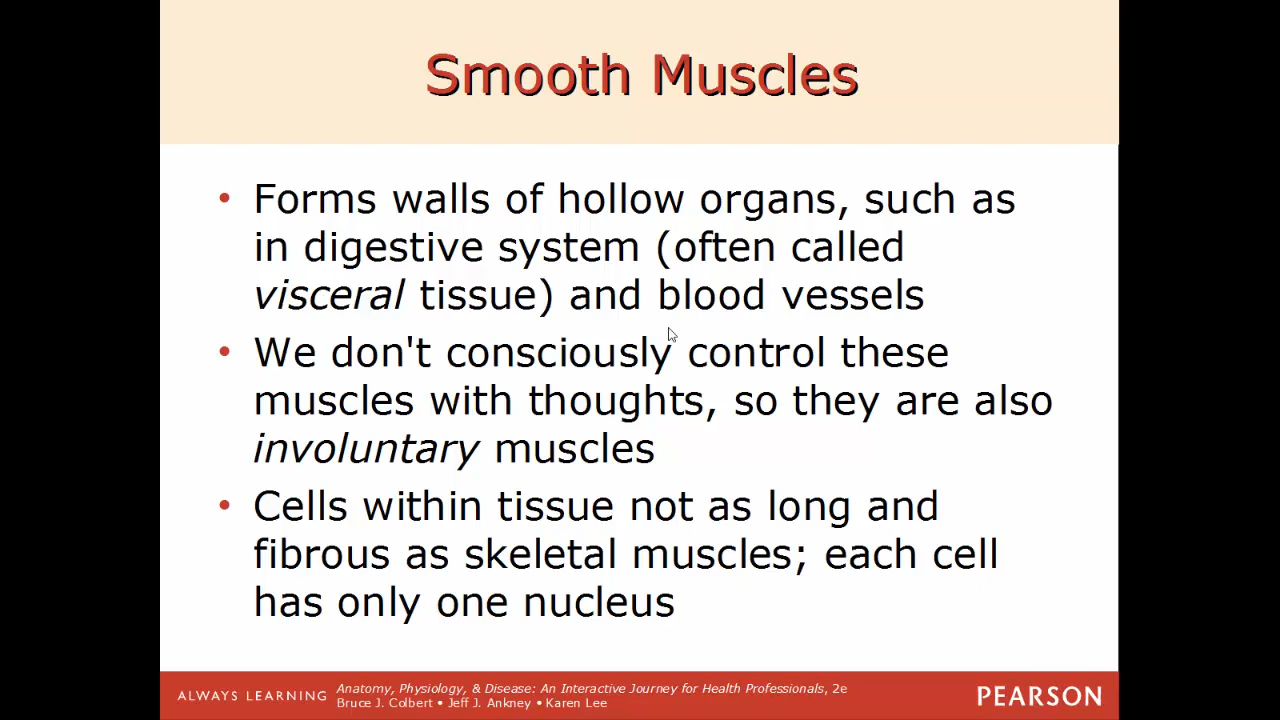 Smooth Muscles
• Forms walls of hollow organs, such as
in digestive system (often called
visceral tissue) and blood vessels
• We don't consciously control these
muscles with thoughts, so they are also
involuntary muscles
• Cells within tissue not as long and
fibrous as skeletal muscles; each cell
has only one nucleus
ALWAYS LEARNING
Anatomy, Physiology, & Disease: An Interactive Journey for Health Professionals, 2e
Bruce J. Colbert • Jeff J. Ankney • Karen Lee
PEARSON